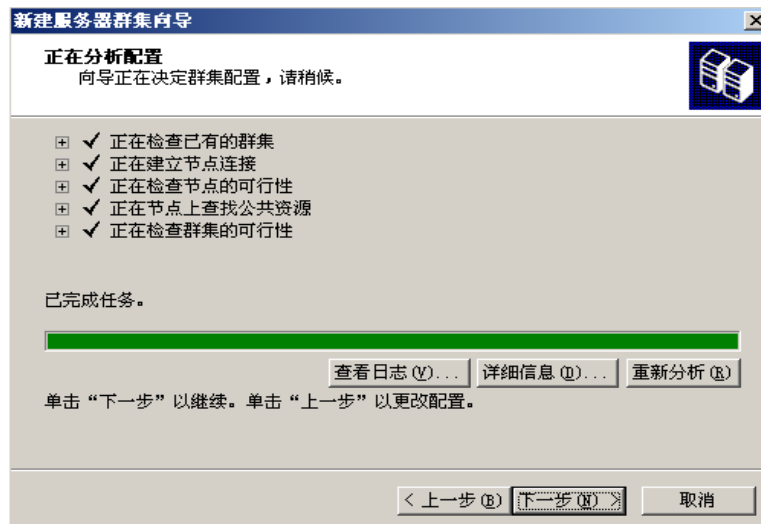 新建服务器群集向导
正在分析配置
向导正在决定群集配置，请稍候。
正在检查已有的群集
正在建立节点连接
正在检查节点的可行性
正在节点上查找公共资源
正在检查群集的可行性
已完成任务。
查看日志(V)... 详细信息(D)... 重新分析(R)
单击“下一步”以继续。单击“上一步”以更改配置。
< 上一步(B) 下一步(N) > 取消